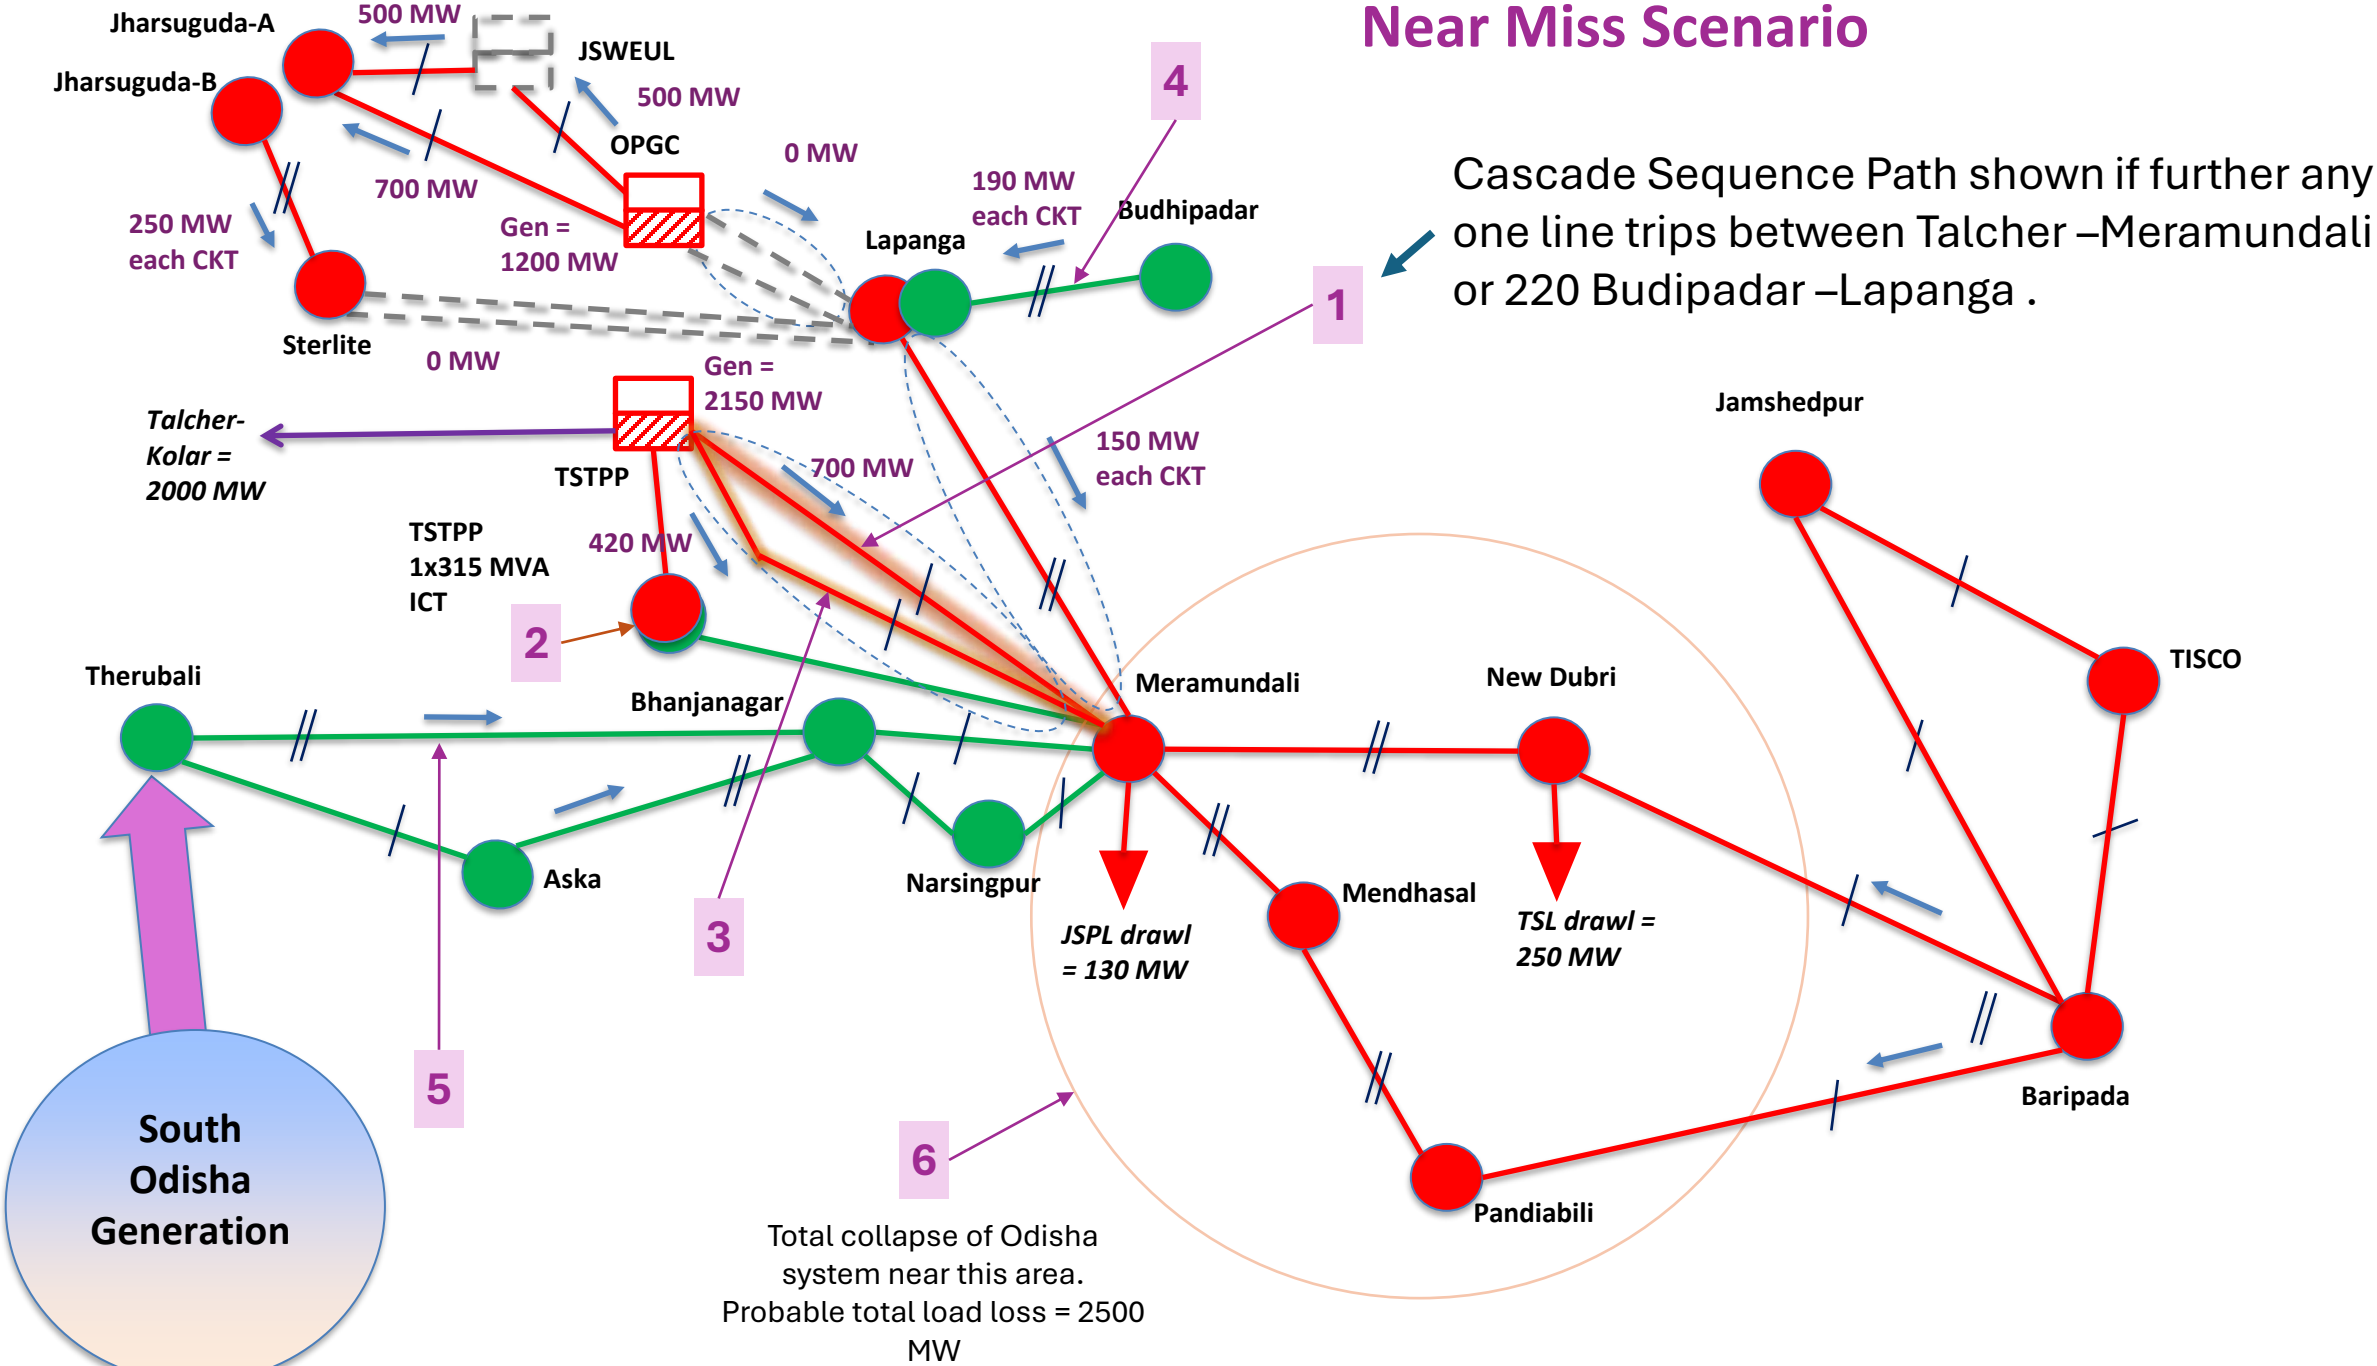 Near Miss Scenario
Jharsuguda-A
500 MW
JSWEUL
Jharsuguda-B
500 MW
4
OPGC
0 MW
700 MW
190 MW
each CKT
Budhipadar
250 MW
each CKT
Gen =
1200 MW
Lapanga
Cascade Sequence Path shown if further any
one line trips between Talcher –Meramundali
or 220 Budipadar –Lapanga .
1
Sterlite
0 MW
Gen =
2150 MW
Talcher-
Kolar =
2000 MW
TSTPP
700 MW
150 MW
each CKT
Jamshedpur
TSTPP
1x315 MVA
ICT
420 MW
2
Therubali
Bhanjanagar
Meramundali
New Dubri
TISCO
Aska
Narsingpur
Mendhasal
3
JSPL drawl
= 130 MW
TSL drawl =
250 MW
5
Baripada
South
Odisha
Generation
6
Pandiabili
Total collapse of Odisha
system near this area.
Probable total load loss = 2500
MW